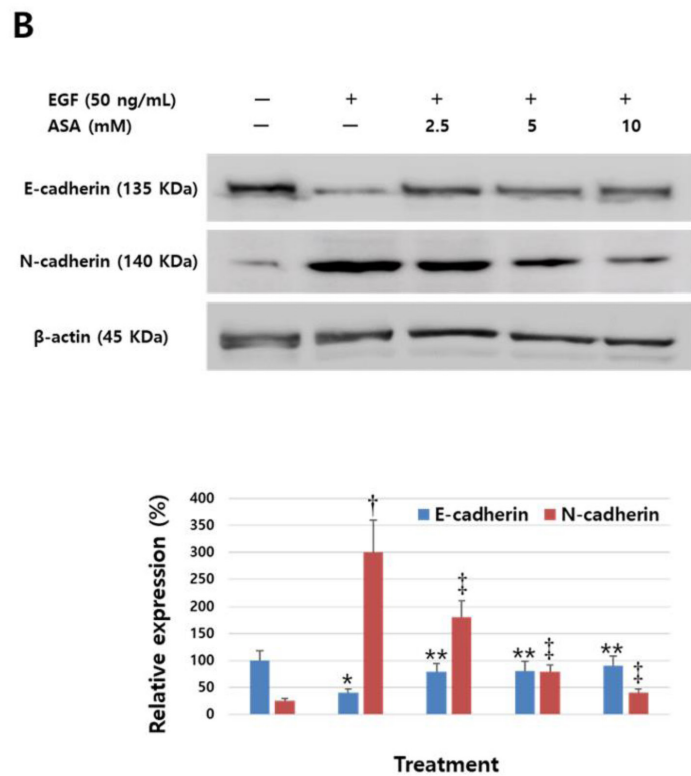 B
EGF (50 ng/mL) — + + + +
ASA (mM) — — 2.5 5 10
E-cadherin (135 KDa)
N-cadherin (140 KDa)
β-actin (45 KDa)
Relative expression (%)
400
350
300
250
200
150
100
50
0
E-cadherin N-cadherin
* † ** ‡ ** ‡ ** ‡
Treatment